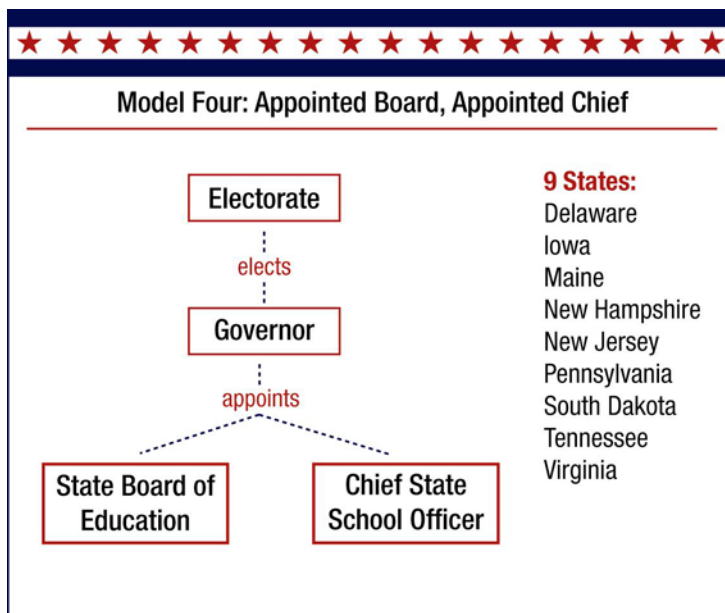 Model Four: Appointed Board, Appointed Chief
Electorate
elects
Governor
appoints
State Board of
Education
Chief State
School Officer
9 States:
Delaware
Iowa
Maine
New Hampshire
New Jersey
Pennsylvania
South Dakota
Tennessee
Virginia